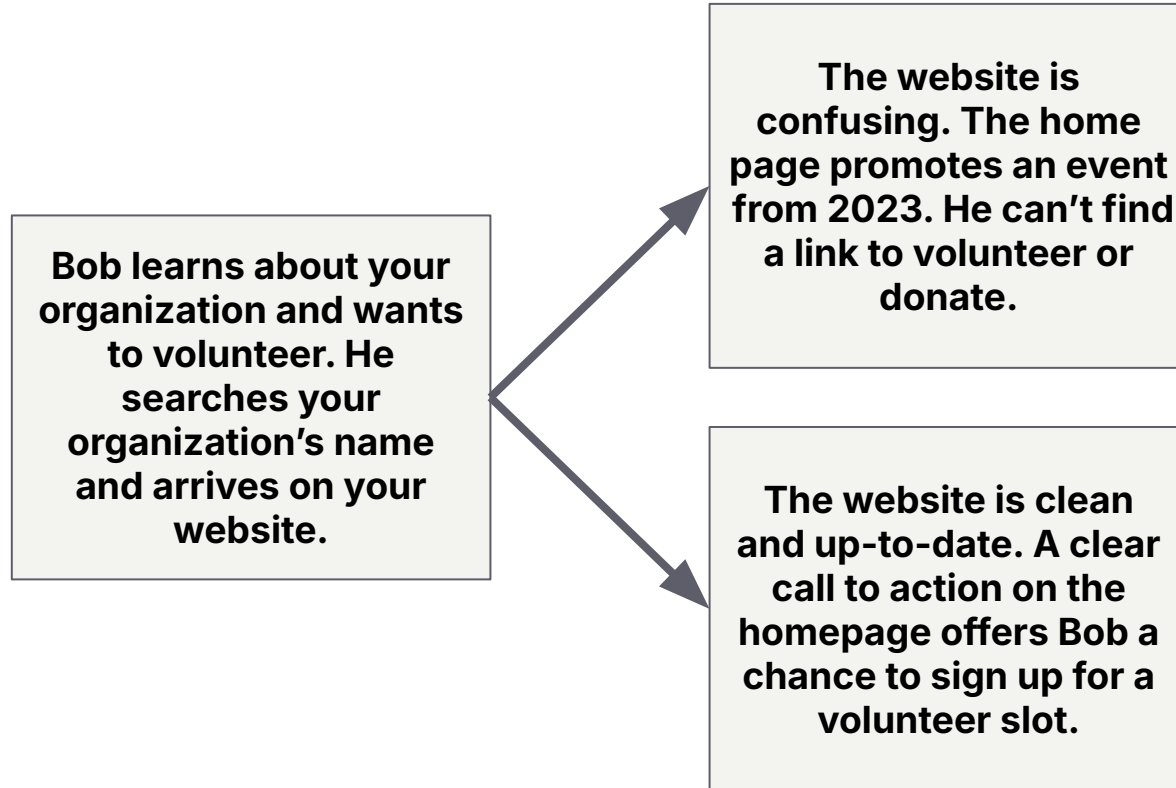 Bob learns about your
organization and wants
to volunteer. He
searches your
organization’s name
and arrives on your
website.
The website is
confusing. The home
page promotes an event
from 2023. He can’t find
a link to volunteer or
donate.
The website is clean
and up-to-date. A clear
call to action on the
homepage offers Bob a
chance to sign up for a
volunteer slot.